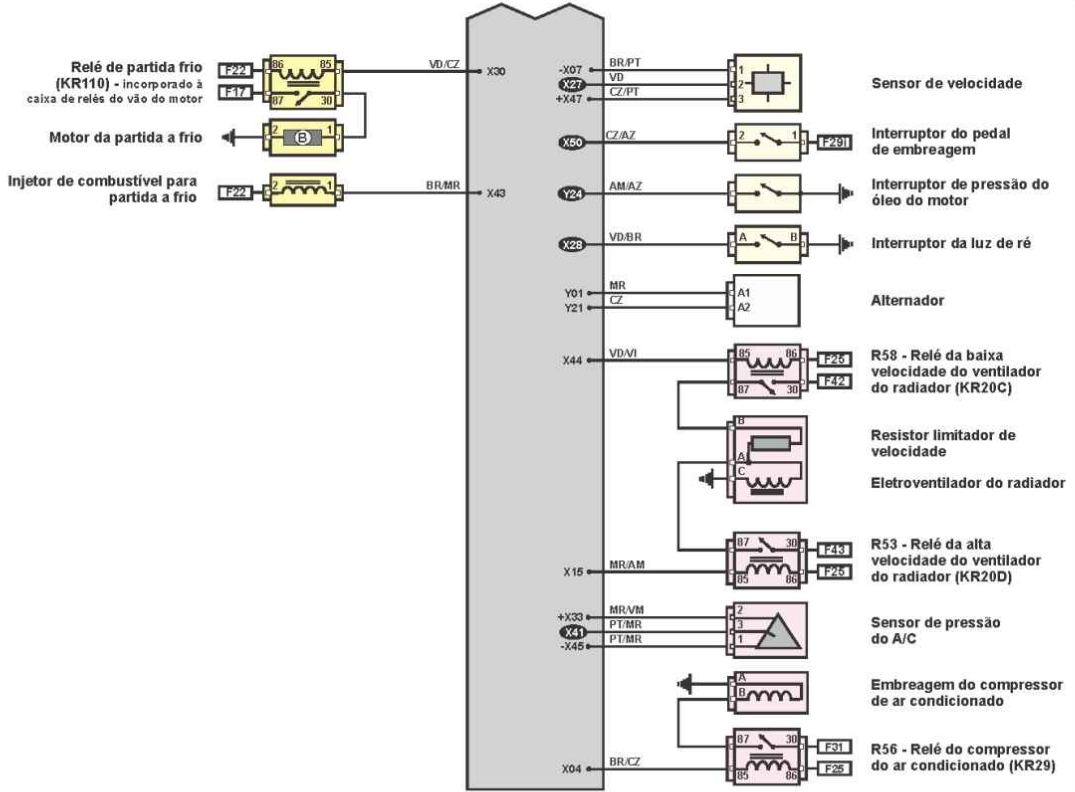 Relé de partida frio
(KR110) - incorporado à
caixa de relés do vão do motor
F22
F17
86 85
87 30
VD/CZ
X30
Motor da partida a frio
2 B 1
Injetor de combustível para
partida a frio
F22
2 1
BR/MR
X43
-X07 BR/PT 1
X27 VD 2
+X47 CZ/PT 3
Sensor de velocidade
X50 CZ/AZ 2 1 F29I
Interruptor do pedal
de embreagem
Y24 AM/AZ
Interruptor de pressão do
óleo do motor
X28 VD/BR A B
Interruptor da luz de ré
Y01 MR A1
Y21 CZ A2
Alternador
X44 VD/VI 85 86 F25
87 30 F42
R58 - Relé da baixa
velocidade do ventilador
do radiador (KR20C)
B
A
C
Resistor limitador de
velocidade
Eletroventilador do radiador
87 30 F43
X15 MR/AM 85 86 F25
R53 - Relé da alta
velocidade do ventilador
do radiador (KR20D)
+X33 MR/VM 2
X41 PT/MR 3
-X45 PT/MR 1
Sensor de pressão
do A/C
A
B
Embreagem do compressor
de ar condicionado
87 30 F31
X04 BR/CZ 85 86 F25
R56 - Relé do compressor
do ar condicionado (KR29)